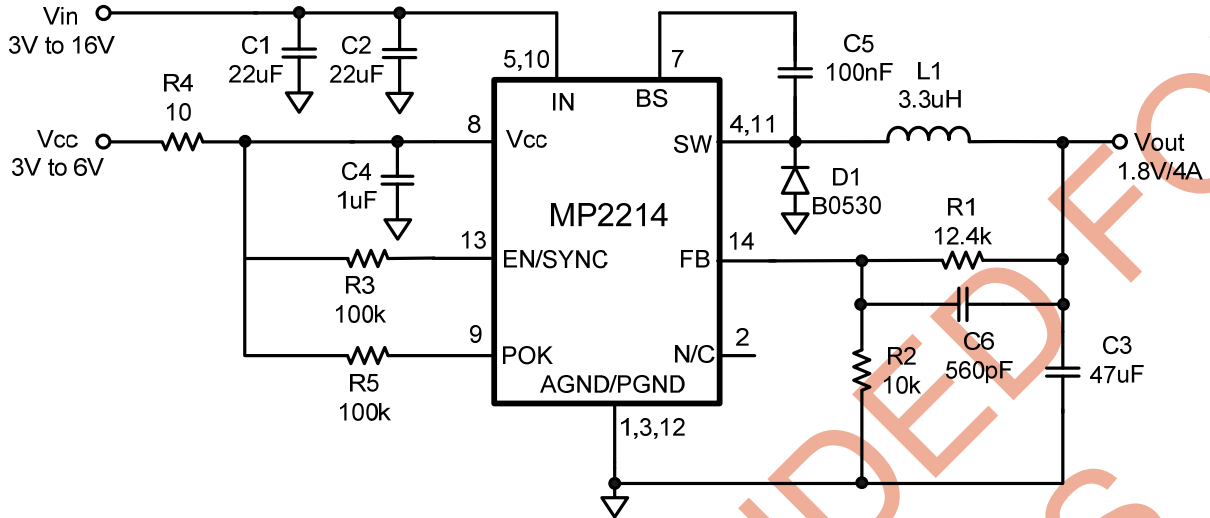 Vin
3V to 16V
C1
22uF
C2
22uF
5,10
7
C5
100nF
L1
3.3uH
R4
10
IN
BS
Vcc
3V to 6V
8
Vcc
SW
4,11
Vout
1.8V/4A
C4
1uF
D1
B0530
MP2214
R1
12.4k
13
EN/SYNC
FB
14
R3
100k
9
POK
N/C
2
R5
100k
AGND/PGND
R2
10k
C6
560pF
C3
47uF
1,3,12
NDED FO
S